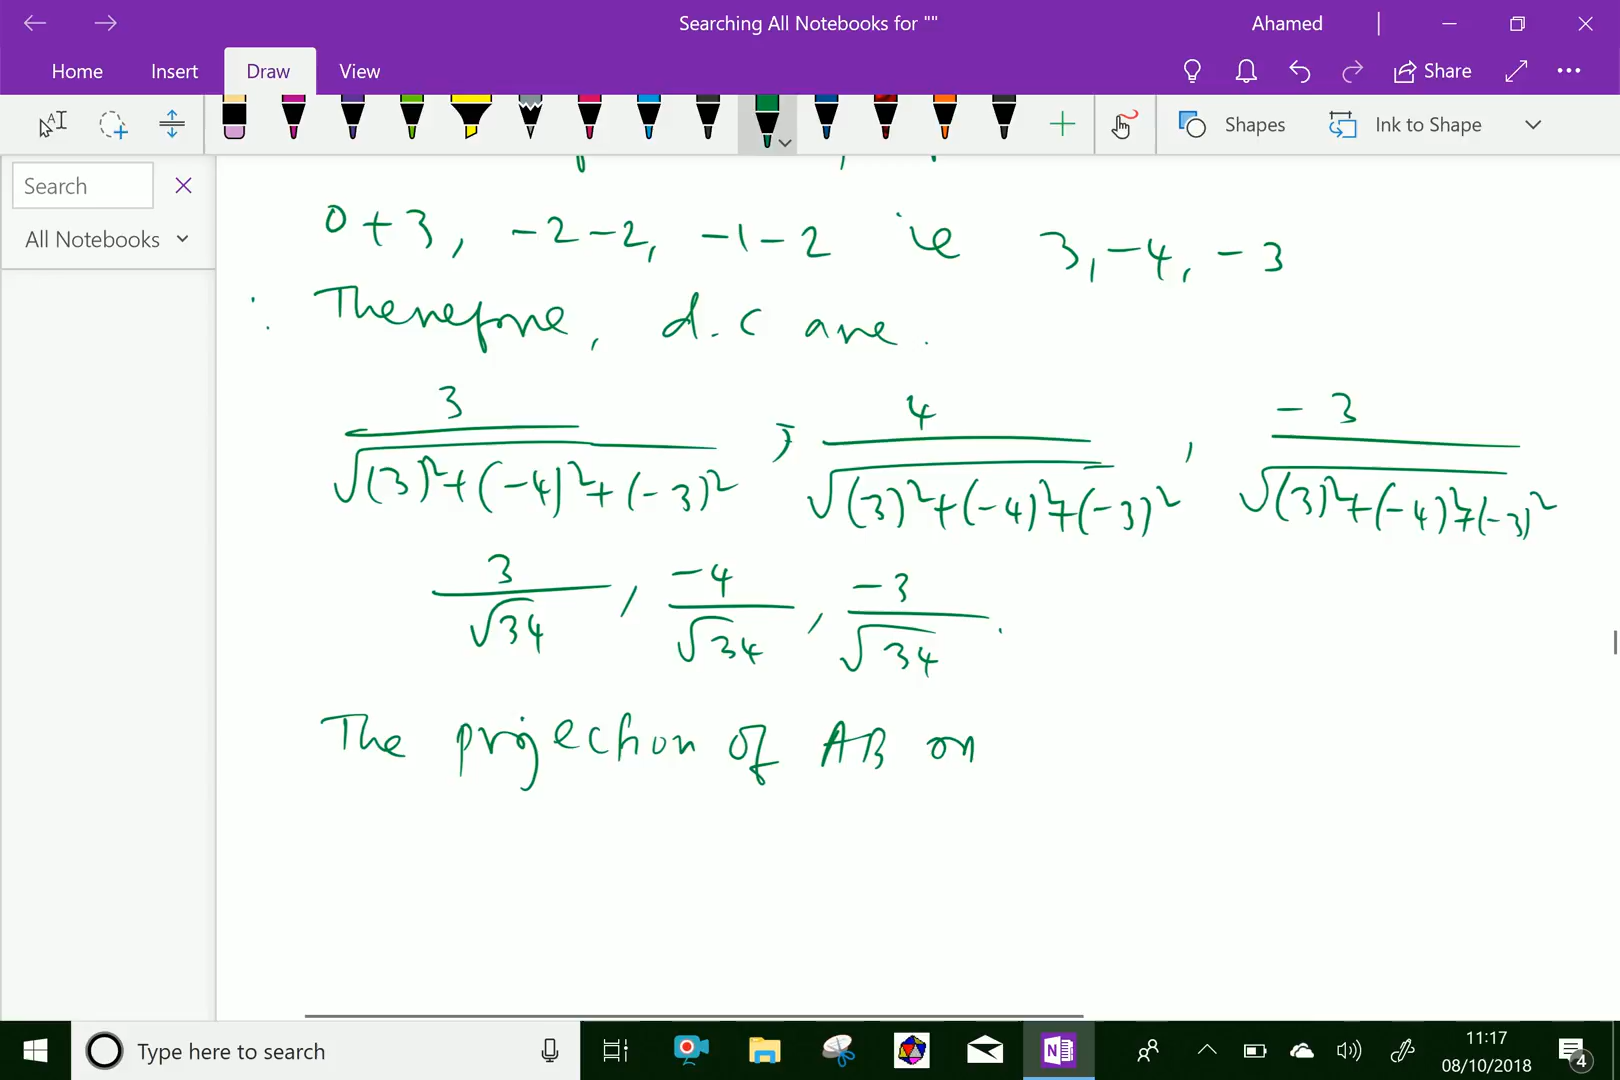 Searching All Notebooks for ""
Ahamed
Home Insert Draw View
Share
Shapes
Ink to Shape
Search
All Notebooks
0 + 3, -2-2, -1-2 ie 3, -4, -3
∴ Therefore, d.c are.
3/√(3)²+(-4)²+(-3)² , 4/√(3)²+(-4)²+(-3)² , -3/√(3)²+(-4)²+(-3)²
3/√34 , -4/√34 , -3/√34 .
The projection of AB on
Type here to search
11:17
08/10/2018
4